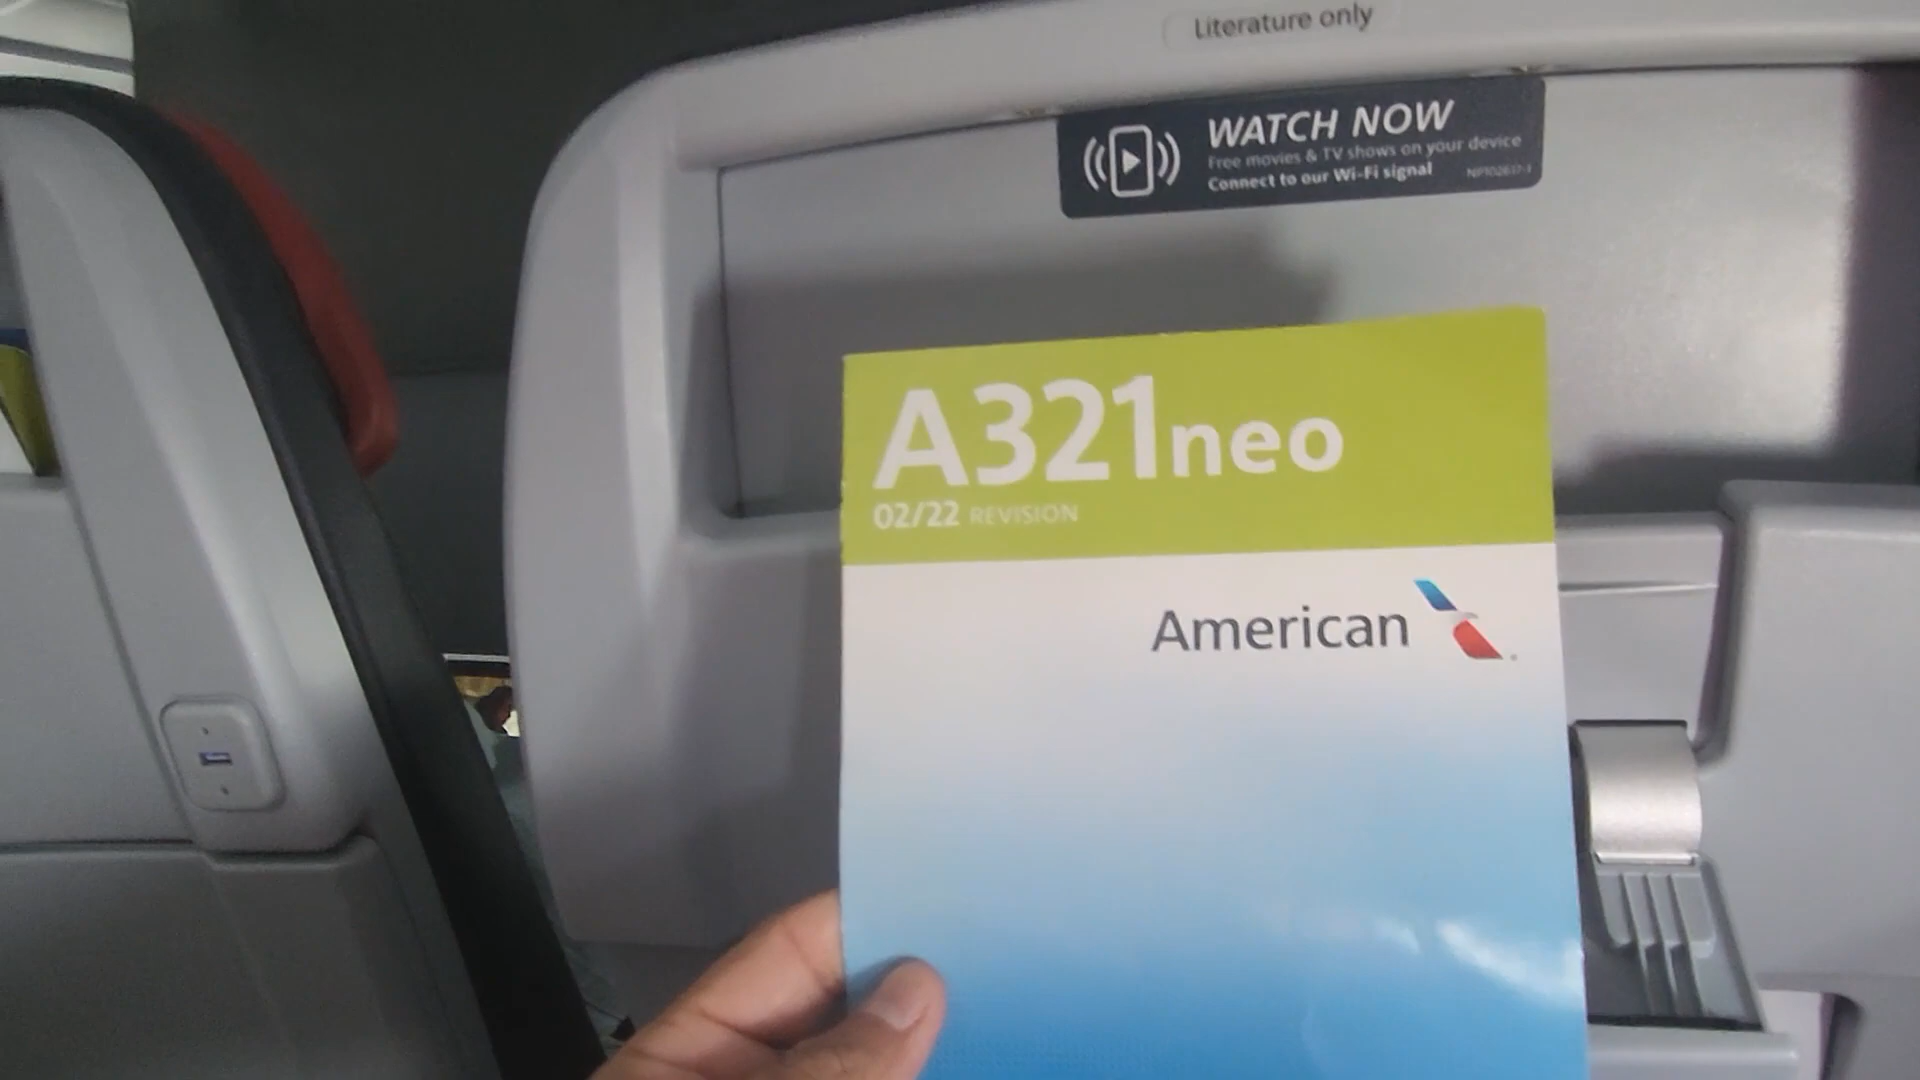 Literature only
WATCH NOW
Free movies & TV shows on your device
Connect to our Wi-Fi signal
A321neo
02/22 REVISION
American